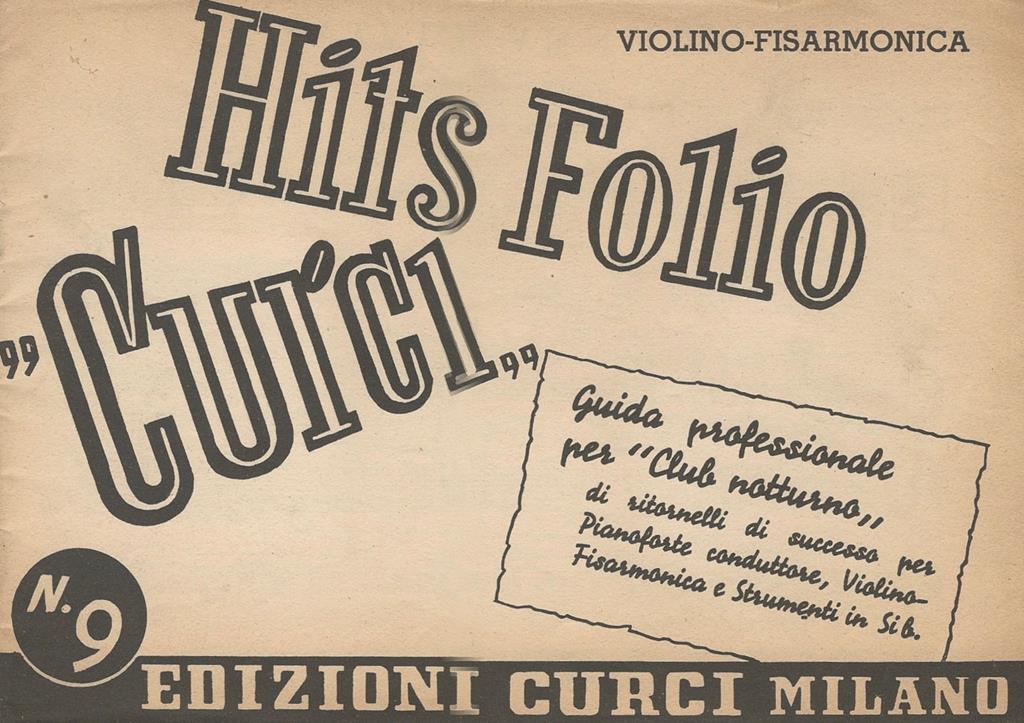 VIOLINO-FISARMONICA
Hits Folio
"Curci"
Guida professionale
per "Club notturno"
di ritornelli di successo per
Pianoforte conduttore, Violino-
Fisarmonica e Strumenti in Sib.
N. 9
EDIZIONI CURCI MILANO